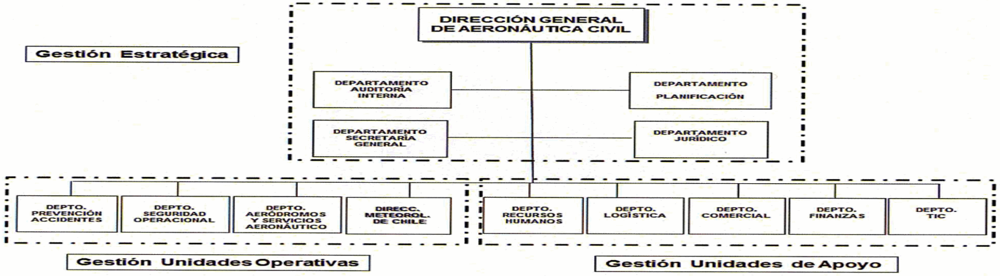 DIRECCIÓN GENERAL
DE AERONÁUTICA CIVIL
Gestión Estratégica
DEPARTAMENTO
AUDITORÍA
INTERNA
DEPARTAMENTO
PLANIFICACIÓN
DEPARTAMENTO
SECRETARÍA
GENERAL
DEPARTAMENTO
JURÍDICO
DEPTO.
PREVENCIÓN
ACCIDENTES
DEPTO.
SEGURIDAD
OPERACIONAL
DEPTO.
AERÓDROMOS
Y SERVICIOS
AERONÁUTICO
DIRECC.
METEOROL.
DE CHILE
DEPTO.
RECURSOS
HUMANOS
DEPTO.
LOGÍSTICA
DEPTO.
COMERCIAL
DEPTO.
FINANZAS
DEPTO.
TIC
Gestión Unidades Operativas
Gestión Unidades de Apoyo